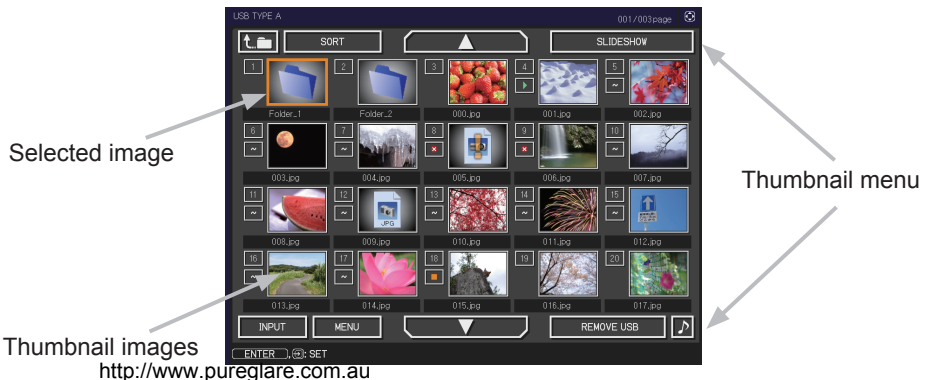 USB TYPE A
001/003page
SORT
SLIDESHOW
1 2 3 4 5
Folder_1 Folder_2 000.jpg 001.jpg 002.jpg
Selected image
6 7 8 9 10
003.jpg 004.jpg 005.jpg 006.jpg 007.jpg
Thumbnail menu
11 12 13 14 15
JPG
008.jpg 009.jpg 010.jpg 011.jpg 012.jpg
16 17 18 19 20
013.jpg 014.jpg 015.jpg 016.jpg 017.jpg
Thumbnail images
INPUT MENU REMOVE USB
ENTER , : SET
http://www.pureglare.com.au